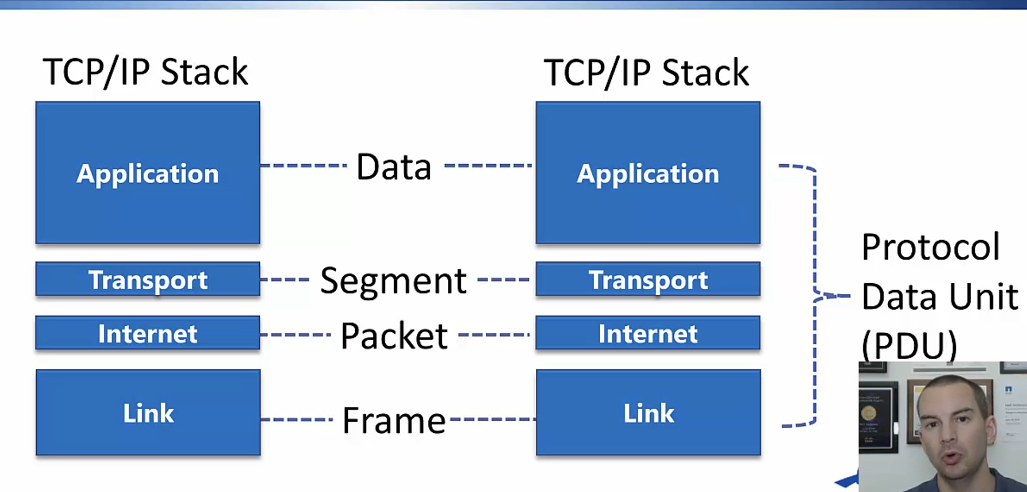 TCP/IP Stack
TCP/IP Stack
Application
Data
Application
Transport
Segment
Transport
Internet
Packet
Internet
Link
Frame
Link
Protocol
Data Unit
(PDU)